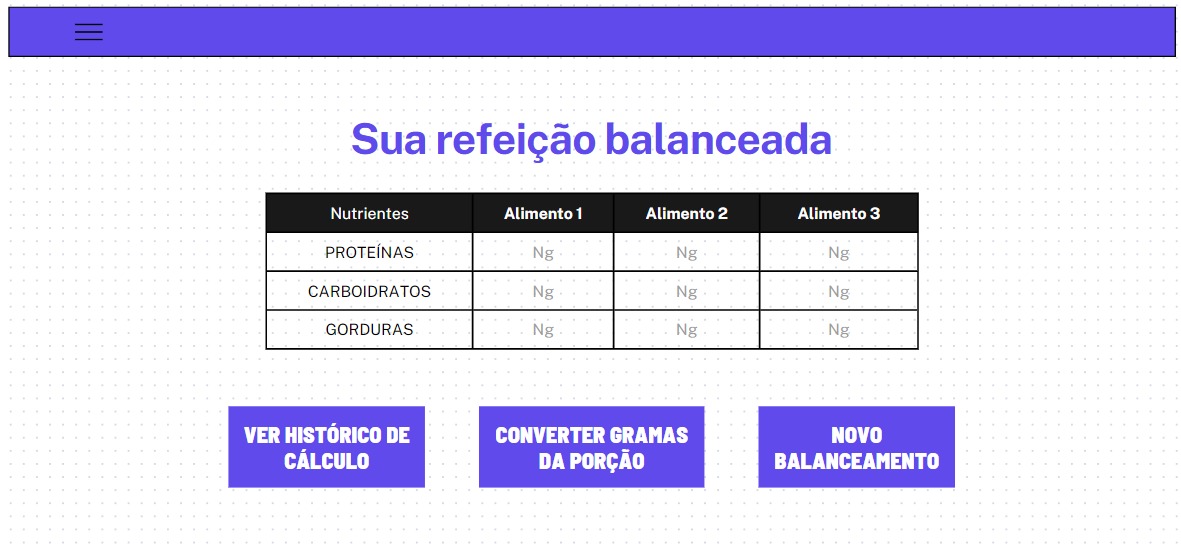 Sua refeição balanceada
Nutrientes Alimento 1 Alimento 2 Alimento 3
PROTEÍNAS Ng Ng Ng
CARBOIDRATOS Ng Ng Ng
GORDURAS Ng Ng Ng
VER HISTÓRICO DE
CÁLCULO
CONVERTER GRAMAS
DA PORÇÃO
NOVO
BALANCEAMENTO